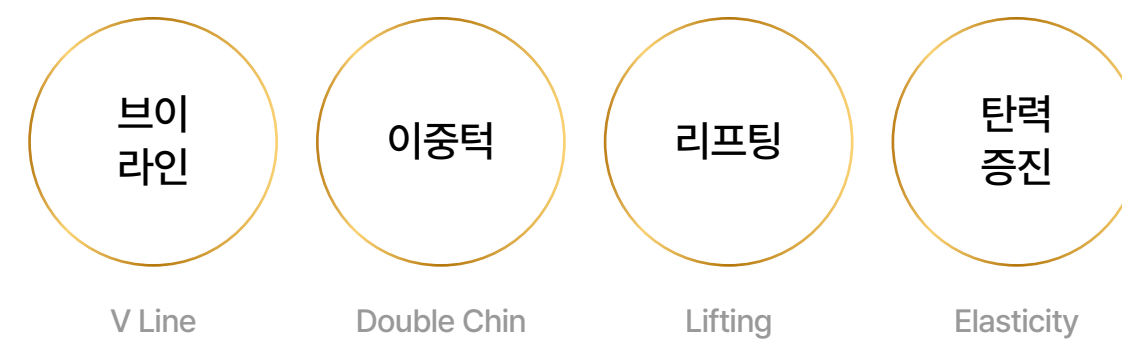 브이
라인
이중턱
리프팅
탄력
증진
V Line
Double Chin
Lifting
Elasticity